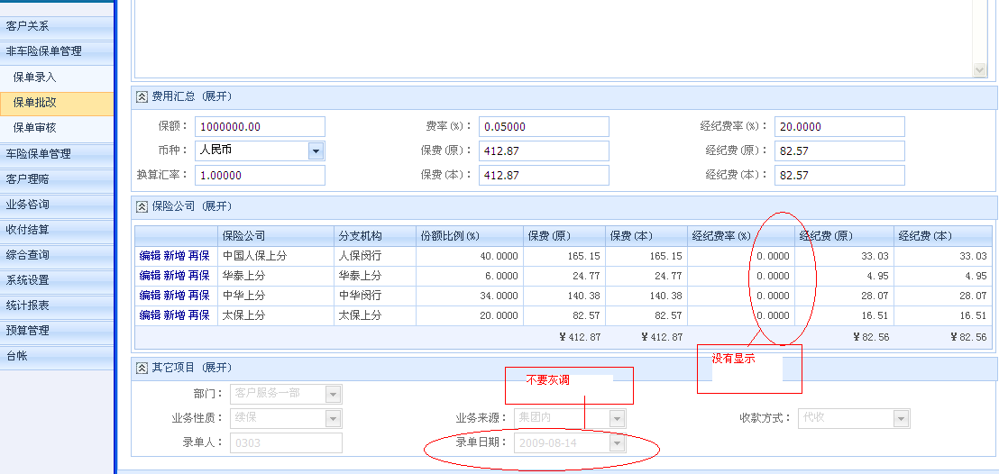 客户关系
非车险保单管理
保单录入
保单批改
保单审核
车险保单管理
客户理赔
业务咨询
收付结算
综合查询
系统设置
统计报表
预算管理
台帐
费用汇总 (展开)
保额： 1000000.00 费率(%)： 0.05000 经纪费率(%)： 20.0000
币种： 人民币 保费(原)： 412.87 经纪费(原)： 82.57
换算汇率： 1.00000 保费(本)： 412.87 经纪费(本)： 82.57
保险公司 (展开)
保险公司 分支机构 份额比例(%) 保费(原) 保费(本) 经纪费率(%) 经纪费(原) 经纪费(本)
编辑 新增 再保 中国人保上分 人保闵行 40.0000 165.15 165.15 0.0000 33.03 33.03
编辑 新增 再保 华泰上分 华泰上分 6.0000 24.77 24.77 0.0000 4.95 4.95
编辑 新增 再保 中华上分 中华闵行 34.0000 140.38 140.38 0.0000 28.07 28.07
编辑 新增 再保 太保上分 太保上分 20.0000 82.57 82.57 0.0000 16.51 16.51
￥412.87 ￥412.87 ￥82.56 ￥82.56
没有显示
其它项目 (展开)
不要灰调
部门： 客户服务一部
业务性质： 续保 业务来源： 集团内 收款方式： 代收
录单人： 0303 录单日期： 2009-08-14